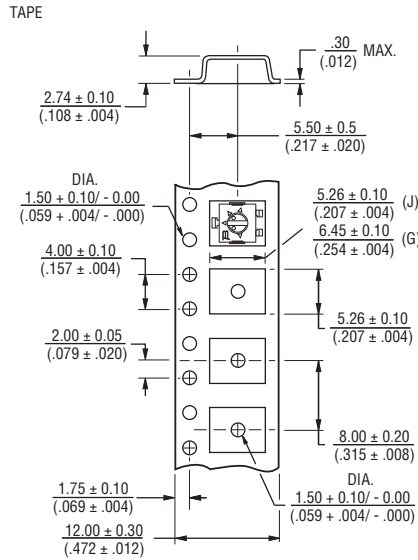 TAPE
.30
(.012)
MAX.
2.74 ± 0.10
(.108 ± .004)
5.50 ± 0.5
(.217 ± .020)
DIA.
1.50 + 0.10/ - 0.00
(.059 + .004/ - .000)
5.26 ± 0.10
(.207 ± .004)
(J)
6.45 ± 0.10
(.254 ± .004)
(G)
4.00 ± 0.10
(.157 ± .004)
5.26 ± 0.10
(.207 ± .004)
2.00 ± 0.05
(.079 ± .020)
8.00 ± 0.20
(.315 ± .008)
1.75 ± 0.10
(.069 ± .004)
DIA.
1.50 + 0.10/ - 0.00
(.059 + .004/ - .000)
12.00 ± 0.30
(.472 ± .012)